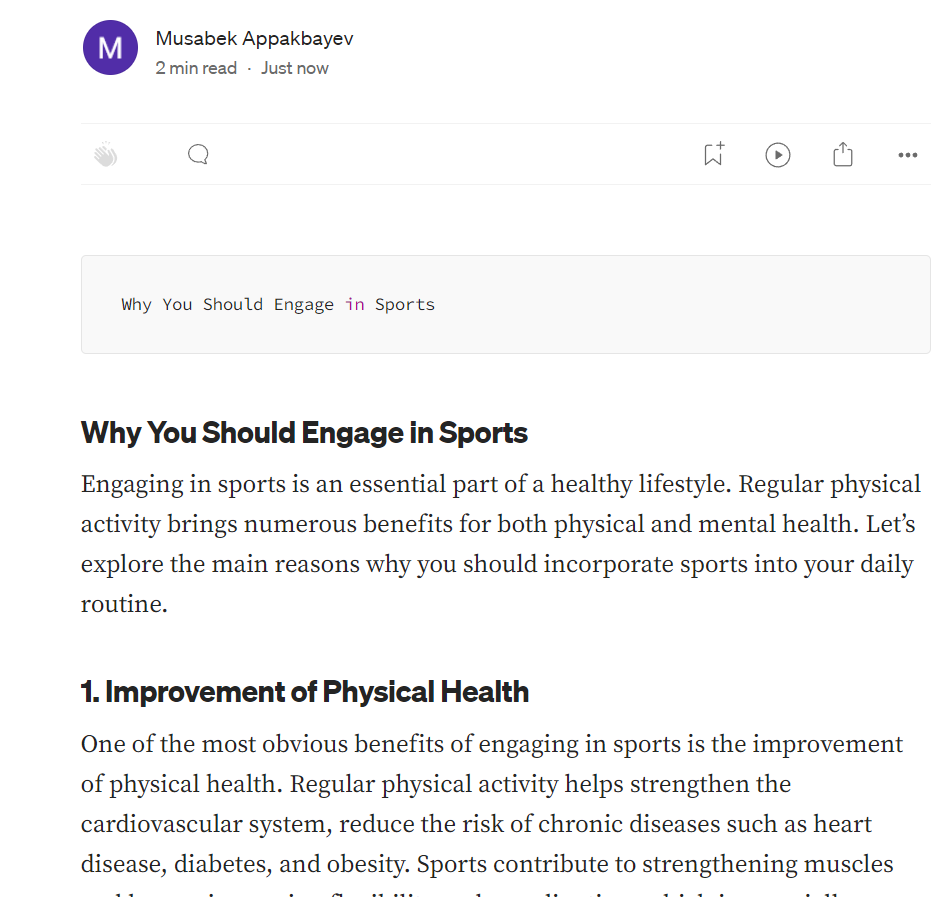 M
Musabek Appakbayev
2 min read · Just now
Why You Should Engage in Sports
Why You Should Engage in Sports
Engaging in sports is an essential part of a healthy lifestyle. Regular physical
activity brings numerous benefits for both physical and mental health. Let’s
explore the main reasons why you should incorporate sports into your daily
routine.
1. Improvement of Physical Health
One of the most obvious benefits of engaging in sports is the improvement
of physical health. Regular physical activity helps strengthen the
cardiovascular system, reduce the risk of chronic diseases such as heart
disease, diabetes, and obesity. Sports contribute to strengthening muscles